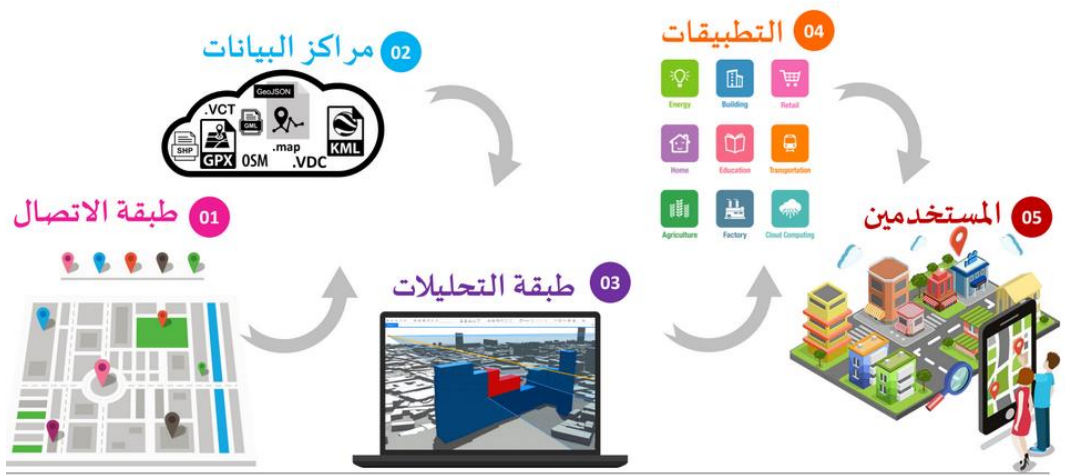 01 طبقة الاتصال
02 مراكز البيانات
GeoJSON
.VCT
GML
SHP
GPX
OSM
.map
.VDC
KML
03 طبقة التحليلات
04 التطبيقات
Energy
Building
Retail
Home
Education
Transportation
Agriculture
Factory
Cloud Computing
05 المستخدمين